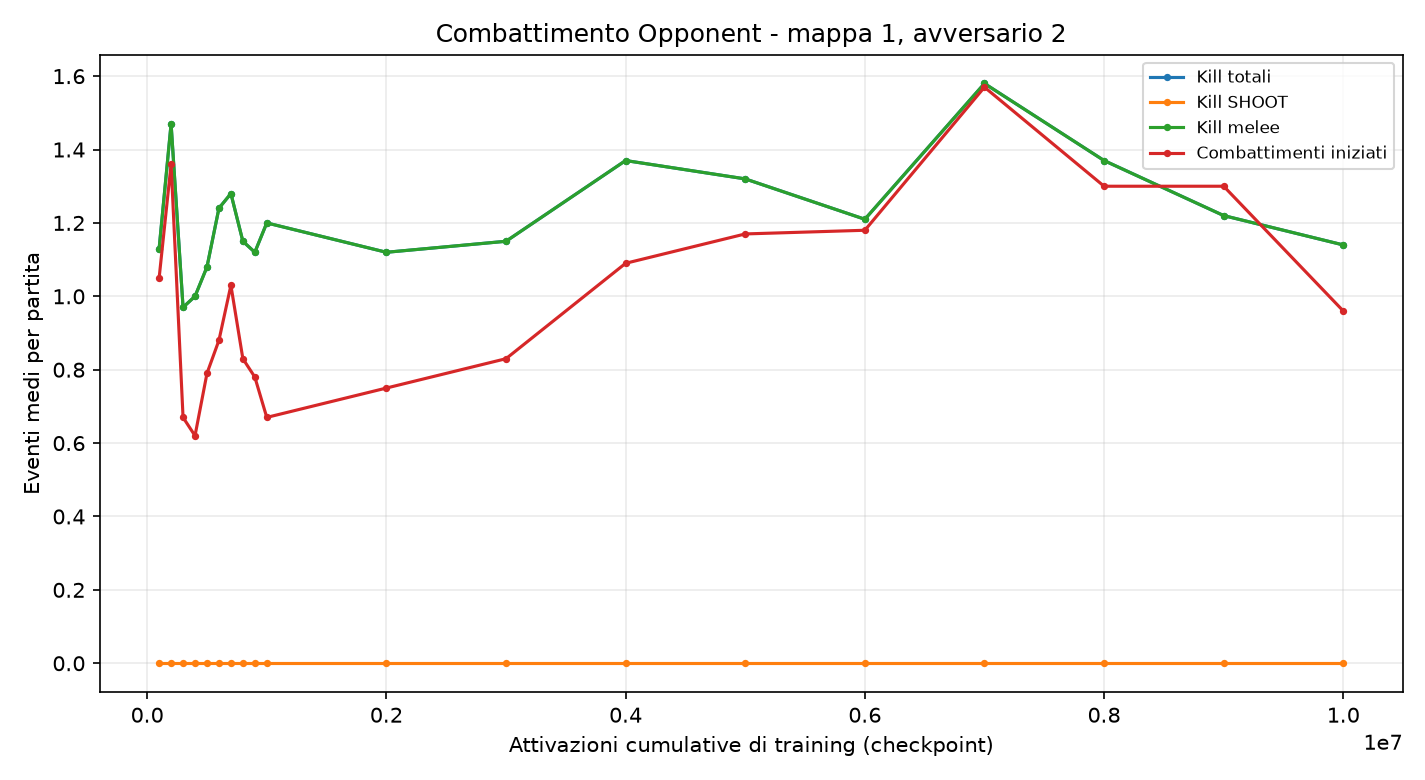 Combattimento Opponent - mappa 1, avversario 2
Kill totali
Kill SHOOT
Kill melee
Combattimenti iniziati
Eventi medi per partita
1.6
1.4
1.2
1.0
0.8
0.6
0.4
0.2
0.0
0.0 0.2 0.4 0.6 0.8 1.0
1e7
Attivazioni cumulative di training (checkpoint)